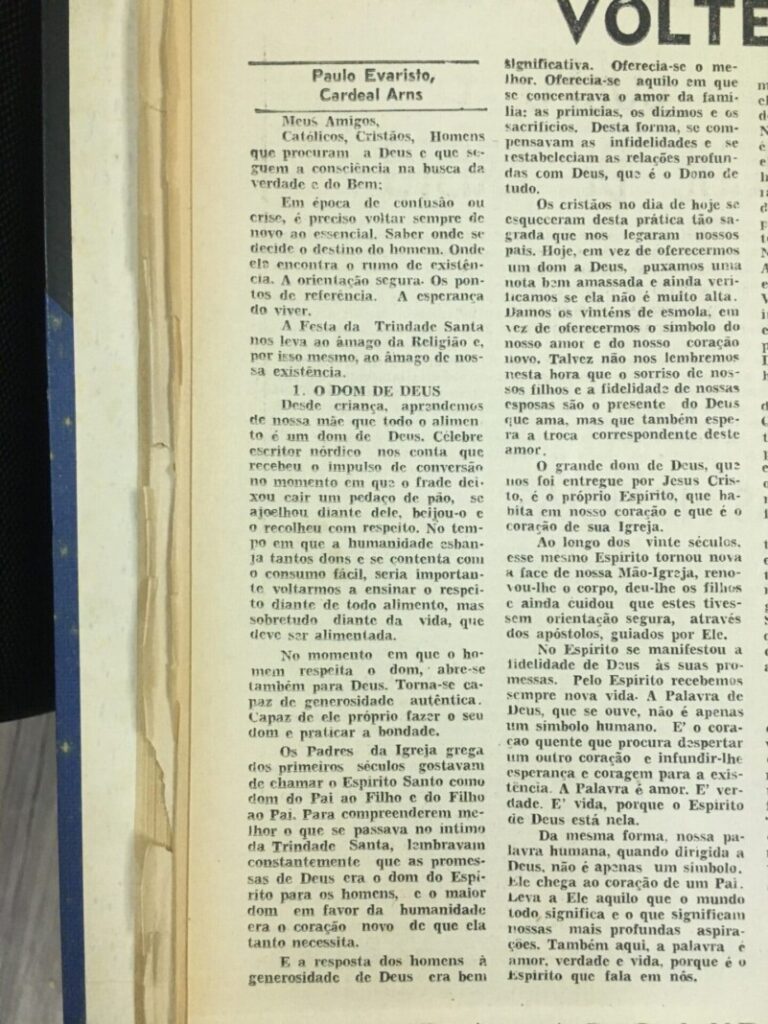 VOLTE
Paulo Evaristo,
Cardeal Arns
Meus Amigos,
Católicos, Cristãos, Homens
que procuram a Deus e que se-
guem a consciência na busca da
verdade e do Bem:
Em época de confusão ou
crise, é preciso voltar sempre de
novo ao essencial. Saber onde se
decide o destino do homem. Onde
ele encontra o rumo de existên-
cia. A orientação segura. Os pon-
tos de referência. A esperança
do viver.
A Festa da Trindade Santa
nos leva ao âmago da Religião e,
por isso mesmo, ao âmago de nos-
sa existência.
1. O DOM DE DEUS
Desde criança, aprendemos
de nossa mãe que todo o alimen-
to é um dom de Deus. Célebre
escritor nórdico nos conta que
recebeu o impulso de conversão
no momento em que o frade dei-
xou cair um pedaço de pão, se
ajoelhou diante dele, beijou-o e
o recolheu com respeito. No tem-
po em que a humanidade esban-
ja tantos dons e se contenta com
o consumo fácil, seria importan-
te voltarmos a ensinar o respei-
to diante de todo alimento, mas
sobretudo diante da vida, que
deve ser alimentada.
No momento em que o ho-
mem respeita o dom, abre-se
também para Deus. Torna-se ca-
paz de generosidade autêntica.
Capaz de ele próprio fazer o seu
dom e praticar a bondade.
Os Padres da Igreja grega
dos primeiros séculos gostavam
de chamar o Espírito Santo como
dom do Pai ao Filho e do Filho
ao Pai. Para compreenderem me-
lhor o que se passava no íntimo
da Trindade Santa, lembravam
constantemente que as promes-
sas de Deus era o dom do Espí-
rito para os homens, e o maior
dom em favor da humanidade
era o coração novo de que ela
tanto necessita.
E a resposta dos homens à
generosidade de Deus era bem
significativa. Oferecia-se o me-
lhor. Oferecia-se aquilo em que
se concentrava o amor da famí-
lia: as primícias, os dízimos e os
sacrifícios. Desta forma, se com-
pensavam as infidelidades e se
restabeleciam as relações profun-
das com Deus, que é o Dono de
tudo.
Os cristãos no dia de hoje se
esqueceram desta prática tão sa-
grada que nos legaram nossos
pais. Hoje, em vez de oferecermos
um dom a Deus, puxamos uma
nota bem amassada e ainda veri-
ficamos se ela não é muito alta.
Damos os vinténs de esmola, em
vez de oferecermos o símbolo do
nosso amor e do nosso coração
novo. Talvez não nos lembremos
nesta hora que o sorriso de nos-
sos filhos e a fidelidade de nossas
esposas são o presente do Deus
que ama, mas que também espe-
ra a troca correspondente deste
amor.
O grande dom de Deus, que
nos foi entregue por Jesus Cris-
to, é o próprio Espírito, que ha-
bita em nosso coração e que é o
coração de sua Igreja.
Ao longo dos vinte séculos,
esse mesmo Espírito tornou nova
a face de nossa Mão-Igreja, reno-
vou-lhe o corpo, deu-lhe os filhos
e ainda cuidou que estes tives-
sem orientação segura, através
dos apóstolos, guiados por Ele.
No Espírito se manifestou a
fidelidade de Deus às suas pro-
messas. Pelo Espírito recebemos
sempre nova vida. A Palavra de
Deus, que se ouve, não é apenas
um símbolo humano. E' o cora-
ção quente que procura despertar
um outro coração e infundir-lhe
esperança e coragem para a exis-
tência. A Palavra é amor. E' ver-
dade. E' vida, porque o Espírito
de Deus está nela.
Da mesma forma, nossa pa-
lavra humana, quando dirigida a
Deus, não é apenas um símbolo.
Ele chega ao coração de um Pai.
Leva a Ele aquilo que o mundo
todo significa e o que significam
nossas mais profundas aspira-
ções. Também aqui, a palavra é
amor, verdade e vida, porque é o
Espírito que fala em nós.